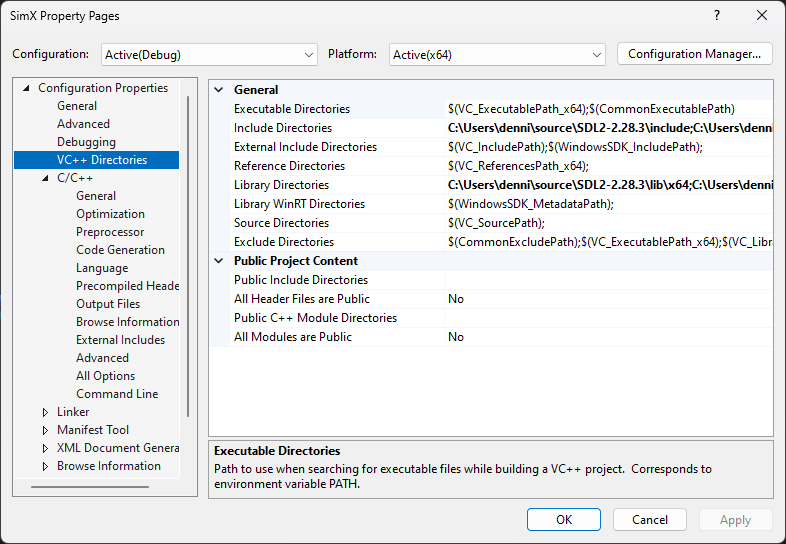 SimX Property Pages
Configuration: Active(Debug) Platform: Active(x64) Configuration Manager...
Configuration Properties
General
Advanced
Debugging
VC++ Directories
C/C++
General
Optimization
Preprocessor
Code Generation
Language
Precompiled Heade
Output Files
Browse Information
External Includes
Advanced
All Options
Command Line
Linker
Manifest Tool
XML Document Genera
Browse Information
General
Executable Directories $(VC_ExecutablePath_x64);$(CommonExecutablePath)
Include Directories C:\Users\denni\source\SDL2-2.28.3\include;C:\Users\denni
External Include Directories $(VC_IncludePath);$(WindowsSDK_IncludePath);
Reference Directories $(VC_ReferencesPath_x64);
Library Directories C:\Users\denni\source\SDL2-2.28.3\lib\x64;C:\Users\denni
Library WinRT Directories $(WindowsSDK_MetadataPath);
Source Directories $(VC_SourcePath);
Exclude Directories $(CommonExcludePath);$(VC_ExecutablePath_x64);$(VC_Libr
Public Project Content
Public Include Directories
All Header Files are Public No
Public C++ Module Directories
All Modules are Public No
Executable Directories
Path to use when searching for executable files while building a VC++ project. Corresponds to
environment variable PATH.
OK Cancel Apply